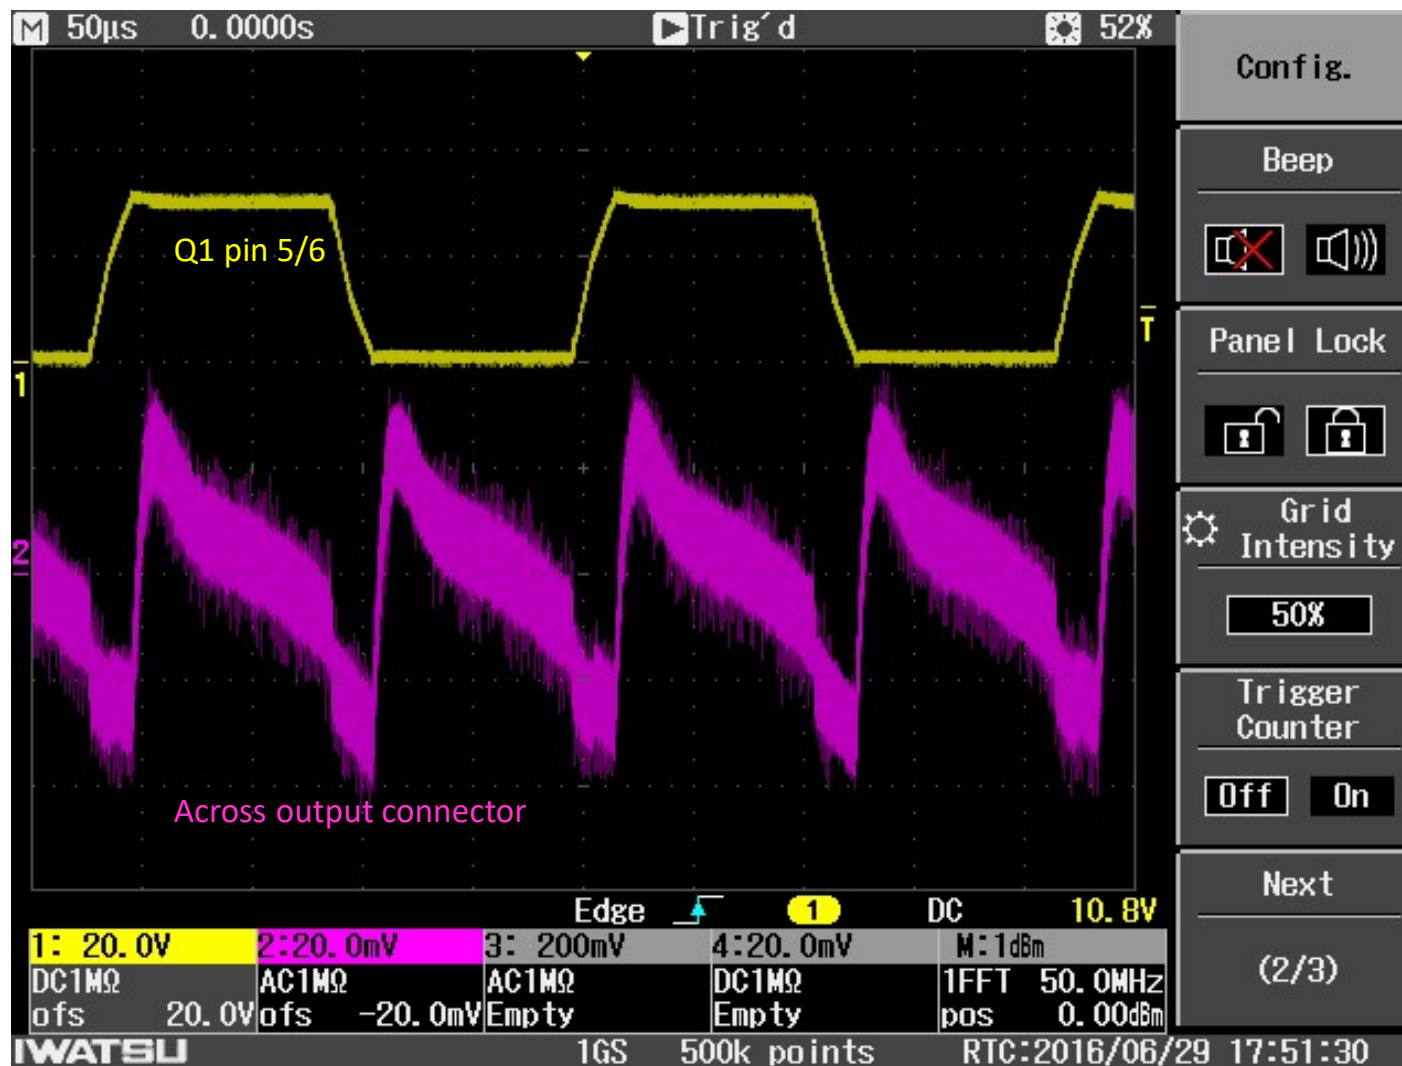 M 50μs 0.0000s Trig´d 52%
Config.
Beep
Q1 pin 5/6
T
Panel Lock
1
Grid
Intensity
2
50%
Trigger
Counter
Off On
Across output connector
Next
Edge 1 DC 10.8V
(2/3)
1: 20.0V 2:20.0mV 3: 200mV 4:20.0mV M:1dBm
DC1MΩ AC1MΩ AC1MΩ DC1MΩ 1FFT 50.0MHz
ofs 20.0V ofs -20.0mV Empty Empty pos 0.00dBm
IWATSU 1GS 500k points RTC:2016/06/29 17:51:30